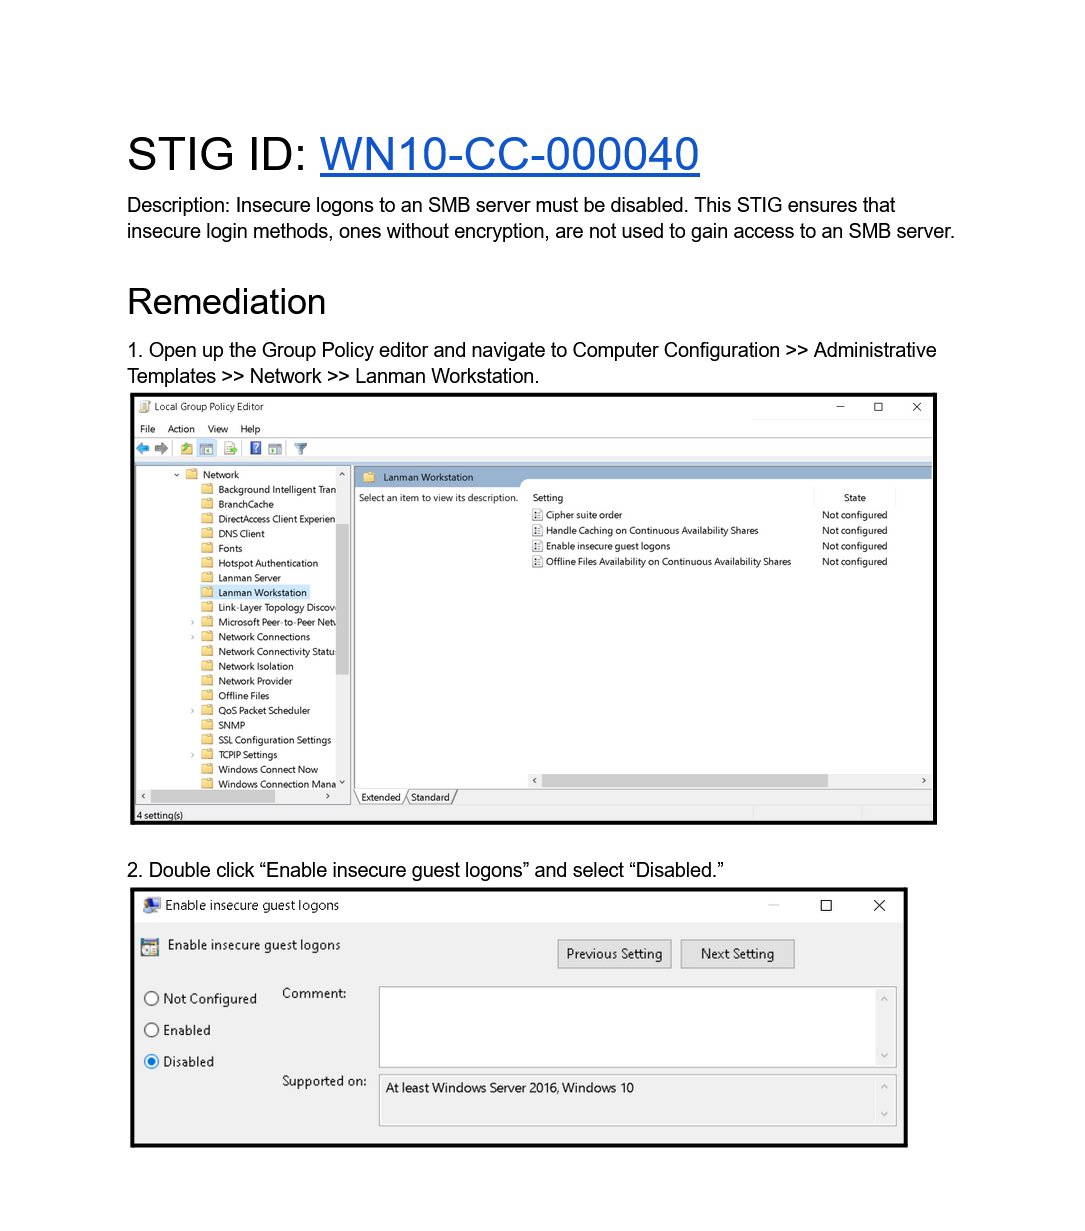 STIG ID: WN10-CC-000040
Description: Insecure logons to an SMB server must be disabled. This STIG ensures that
insecure login methods, ones without encryption, are not used to gain access to an SMB server.
Remediation
1. Open up the Group Policy editor and navigate to Computer Configuration >> Administrative
Templates >> Network >> Lanman Workstation.
Local Group Policy Editor
File Action View Help
Network
Background Intelligent Tran
BranchCache
DirectAccess Client Experien
DNS Client
Fonts
Hotspot Authentication
Lanman Server
Lanman Workstation
Link-Layer Topology Discov
Microsoft Peer-to-Peer Netw
Network Connections
Network Connectivity Statu
Network Isolation
Network Provider
Offline Files
QoS Packet Scheduler
SNMP
SSL Configuration Settings
TCPIP Settings
Windows Connect Now
Windows Connection Mana
Lanman Workstation
Select an item to view its description.
Setting State
Cipher suite order Not configured
Handle Caching on Continuous Availability Shares Not configured
Enable insecure guest logons Not configured
Offline Files Availability on Continuous Availability Shares Not configured
Extended Standard
4 setting(s)
2. Double click “Enable insecure guest logons” and select “Disabled.”
Enable insecure guest logons
Enable insecure guest logons
Previous Setting Next Setting
Not Configured
Enabled
Disabled
Comment:
Supported on:
At least Windows Server 2016, Windows 10